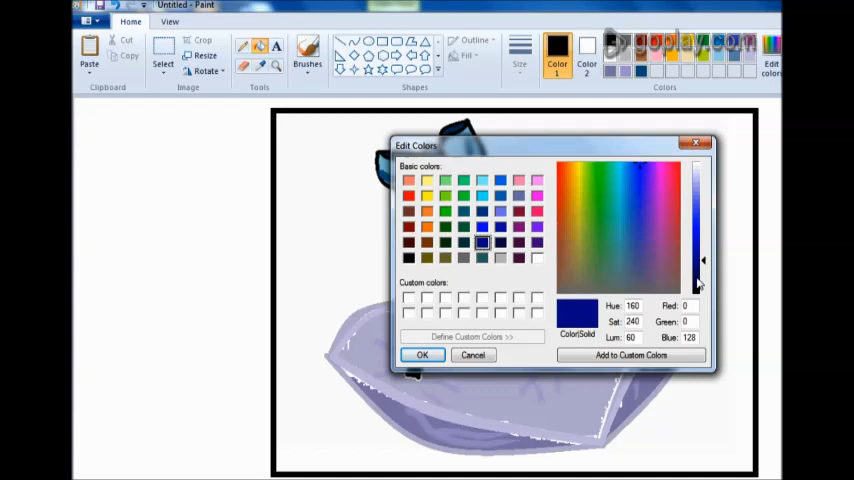 Untitled - Paint
Home View
Cut
Copy
Paste
Clipboard
Crop
Resize
Rotate
Select
Image
Tools
Brushes
Outline
Fill
Shapes
Size
Color
1
Color
2
Edit
colors
Colors
goplay.com
Edit Colors
Basic colors:
Custom colors:
Define Custom Colors >>
OK Cancel
Color|Solid
Hue: 160 Red: 0
Sat: 240 Green: 0
Lum: 60 Blue: 128
Add to Custom Colors